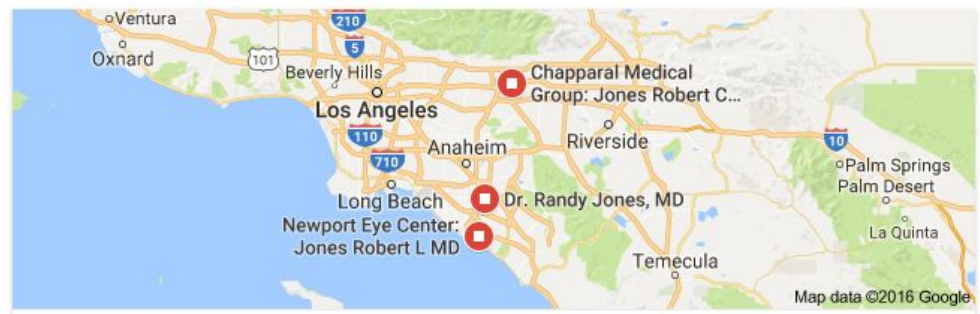 Ventura
210
5
Oxnard
101
Beverly Hills
Chapparal Medical
Group: Jones Robert C...
Los Angeles
110
Riverside
10
Anaheim
710
Palm Springs
Palm Desert
Long Beach
Dr. Randy Jones, MD
Newport Eye Center:
Jones Robert L MD
La Quinta
Temecula
Map data ©2016 Google